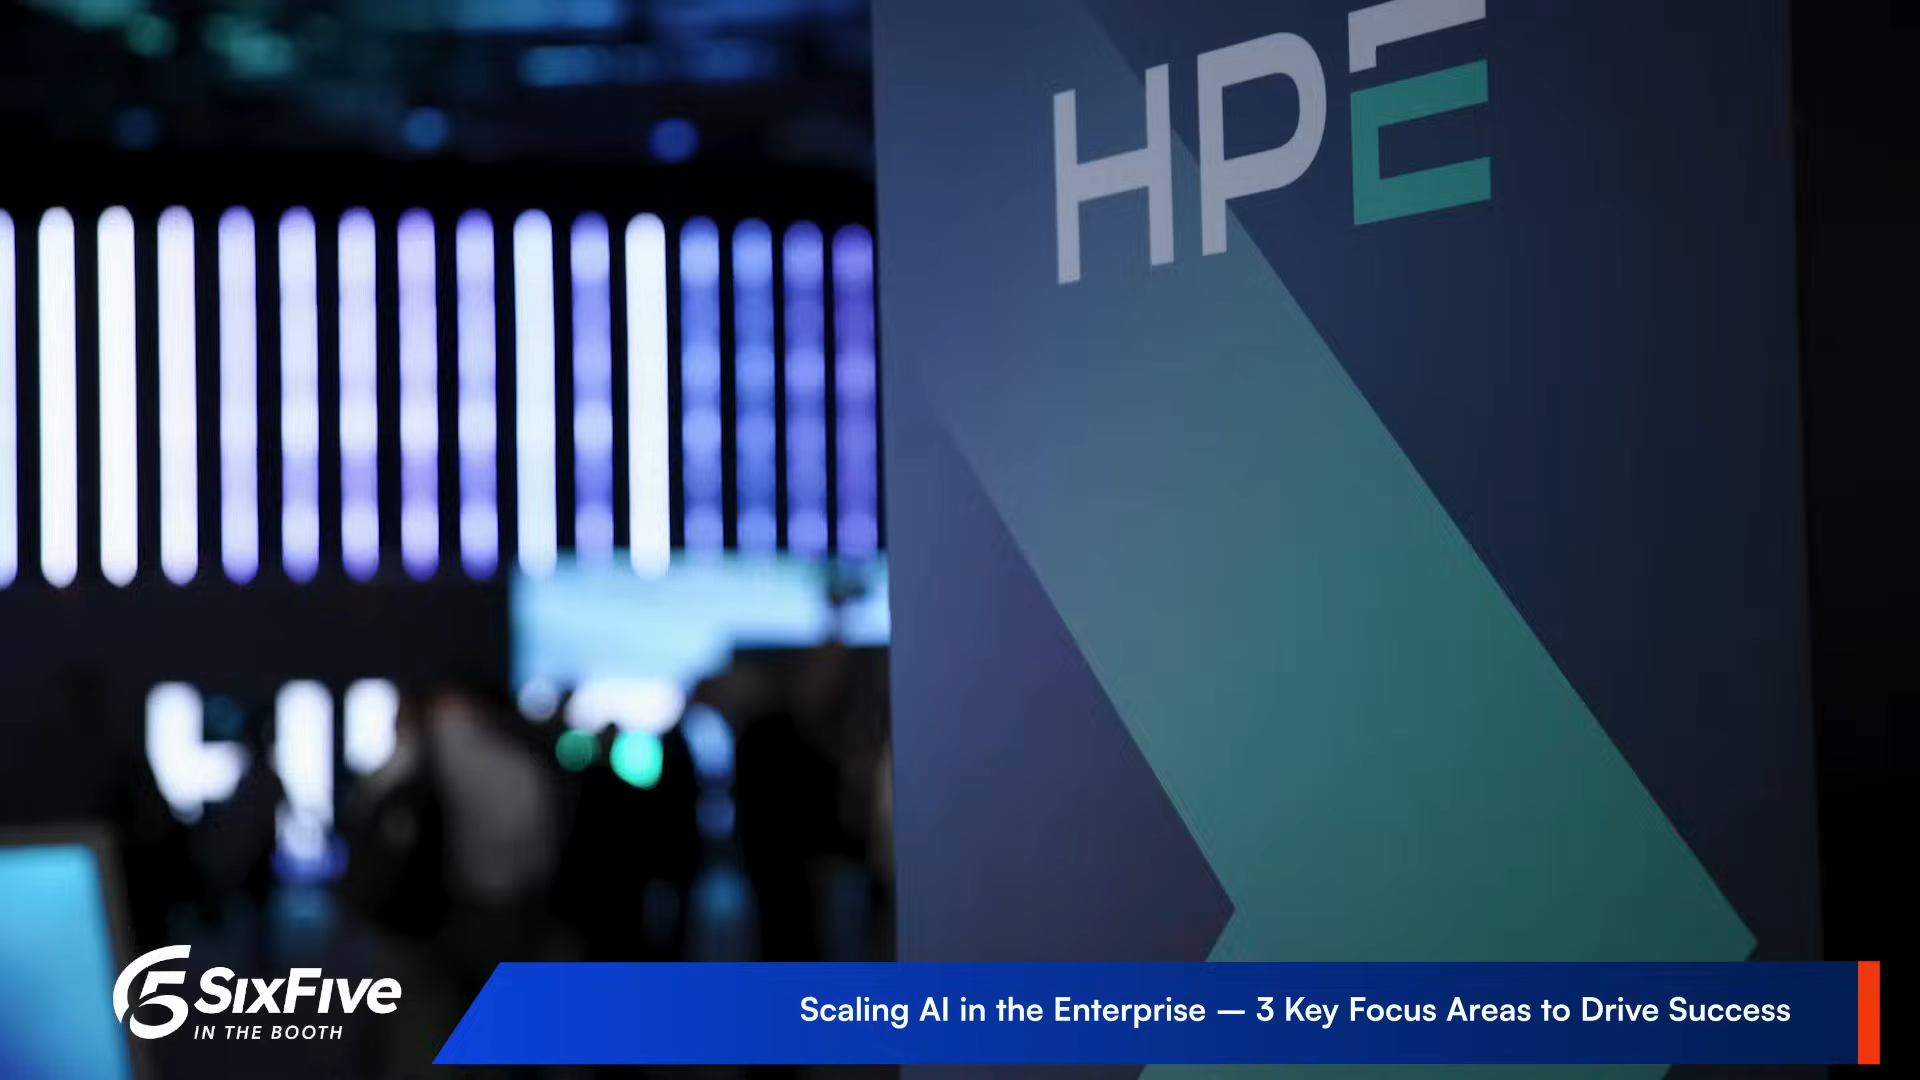 HPE
SixFive
IN THE BOOTH
Scaling AI in the Enterprise — 3 Key Focus Areas to Drive Success